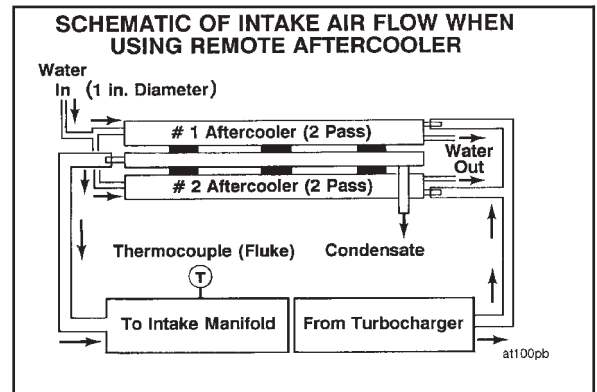 SCHEMATIC OF INTAKE AIR FLOW WHEN
USING REMOTE AFTERCOOLER
Water
In (1 in. Diameter)
# 1 Aftercooler (2 Pass)
Water
Out
# 2 Aftercooler (2 Pass)
Thermocouple (Fluke)
Condensate
T
To Intake Manifold
From Turbocharger
at100pb